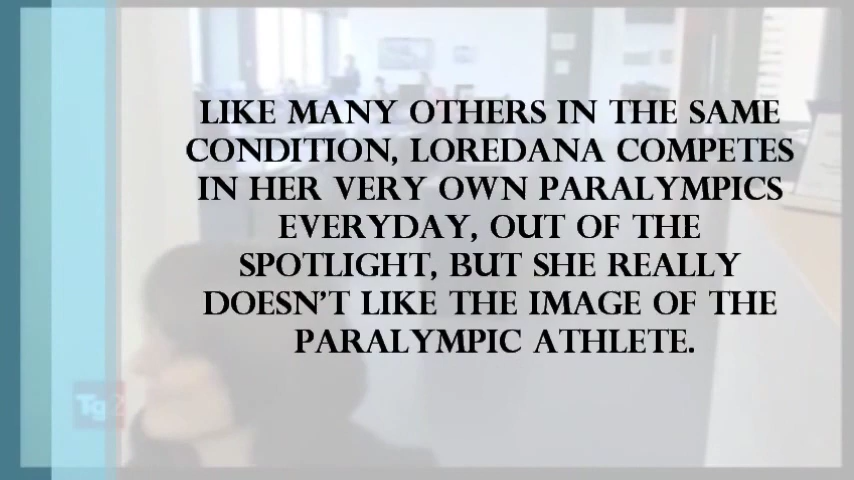 LIKE MANY OTHERS IN THE SAME
CONDITION, LOREDANA COMPETES
IN HER VERY OWN PARALYMPICS
EVERYDAY, OUT OF THE
SPOTLIGHT, BUT SHE REALLY
DOESN'T LIKE THE IMAGE OF THE
PARALYMPIC ATHLETE.
Tg2